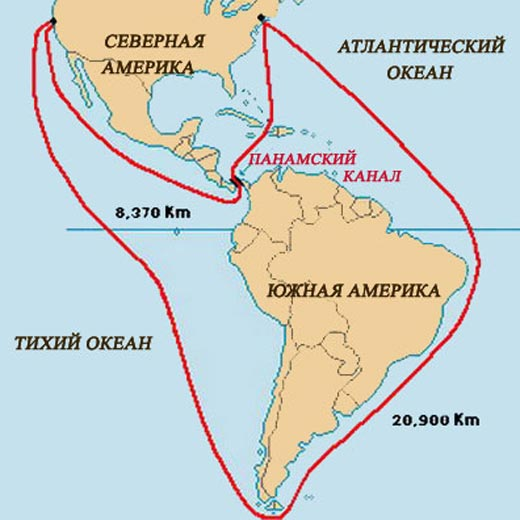 СЕВЕРНАЯ
АМЕРИКА
АТЛАНТИЧЕСКИЙ
ОКЕАН
ПАНАМСКИЙ
КАНАЛ
8,370 Km
ЮЖНАЯ АМЕРИКА
ТИХИЙ ОКЕАН
20,900 Km